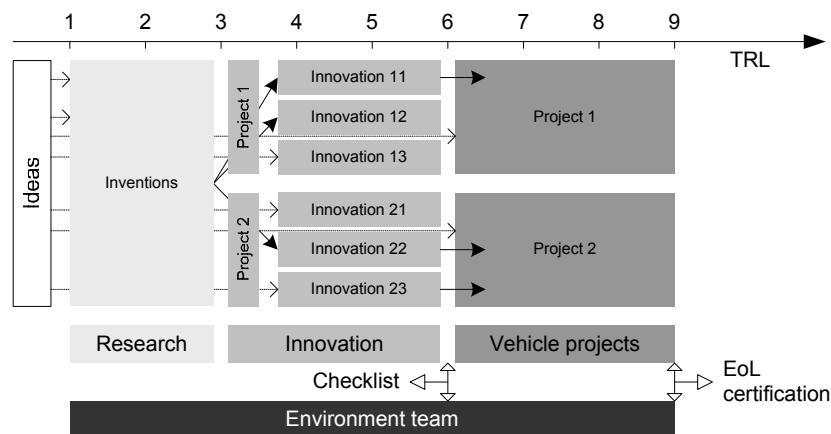 1 2 3 4 5 6 7 8 9
TRL
Ideas
Inventions
Project 1
Innovation 11
Innovation 12
Innovation 13
Project 1
Project 2
Innovation 21
Innovation 22
Innovation 23
Project 2
Research
Innovation
Vehicle projects
Checklist
EoL
certification
Environment team